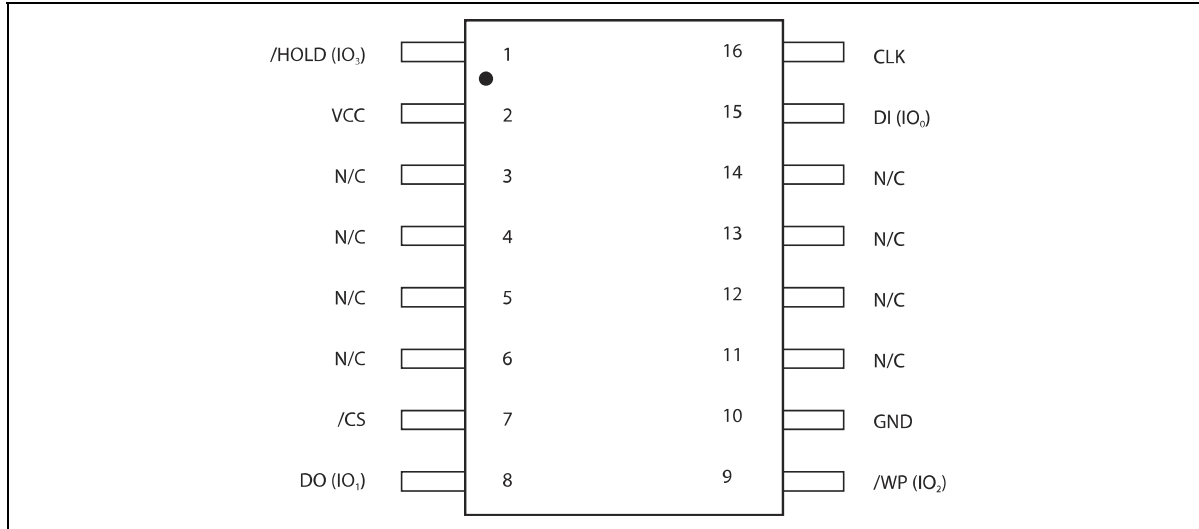 /HOLD (IO₃) 1 16 CLK
VCC 2 15 DI (IO₀)
N/C 3 14 N/C
N/C 4 13 N/C
N/C 5 12 N/C
N/C 6 11 N/C
/CS 7 10 GND
DO (IO₁) 8 9 /WP (IO₂)